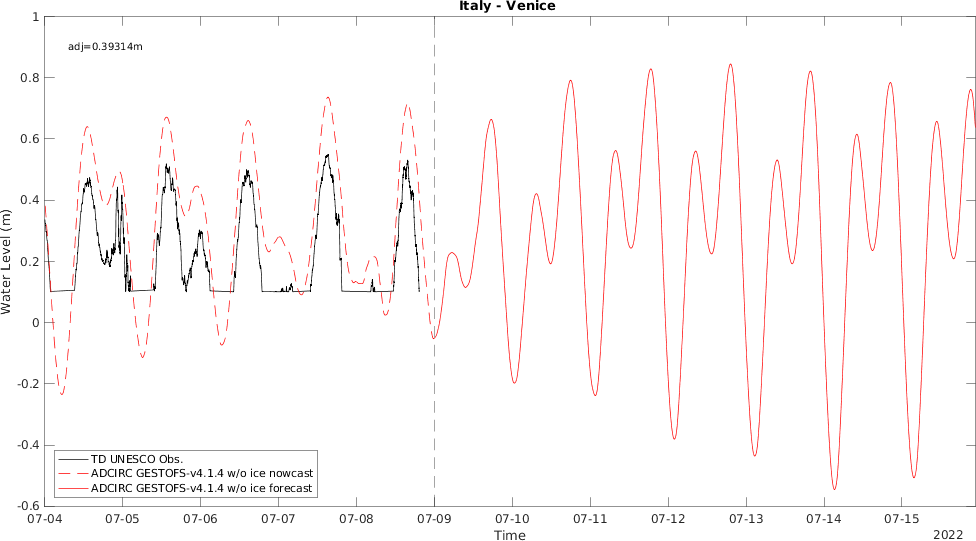 Italy - Venice
adj=0.39314m
Water Level (m)
1
0.8
0.6
0.4
0.2
0
-0.2
-0.4
-0.6
TD UNESCO Obs.
ADCIRC GESTOFS-v4.1.4 w/o ice nowcast
ADCIRC GESTOFS-v4.1.4 w/o ice forecast
07-04 07-05 07-06 07-07 07-08 07-09 07-10 07-11 07-12 07-13 07-14 07-15
Time
2022